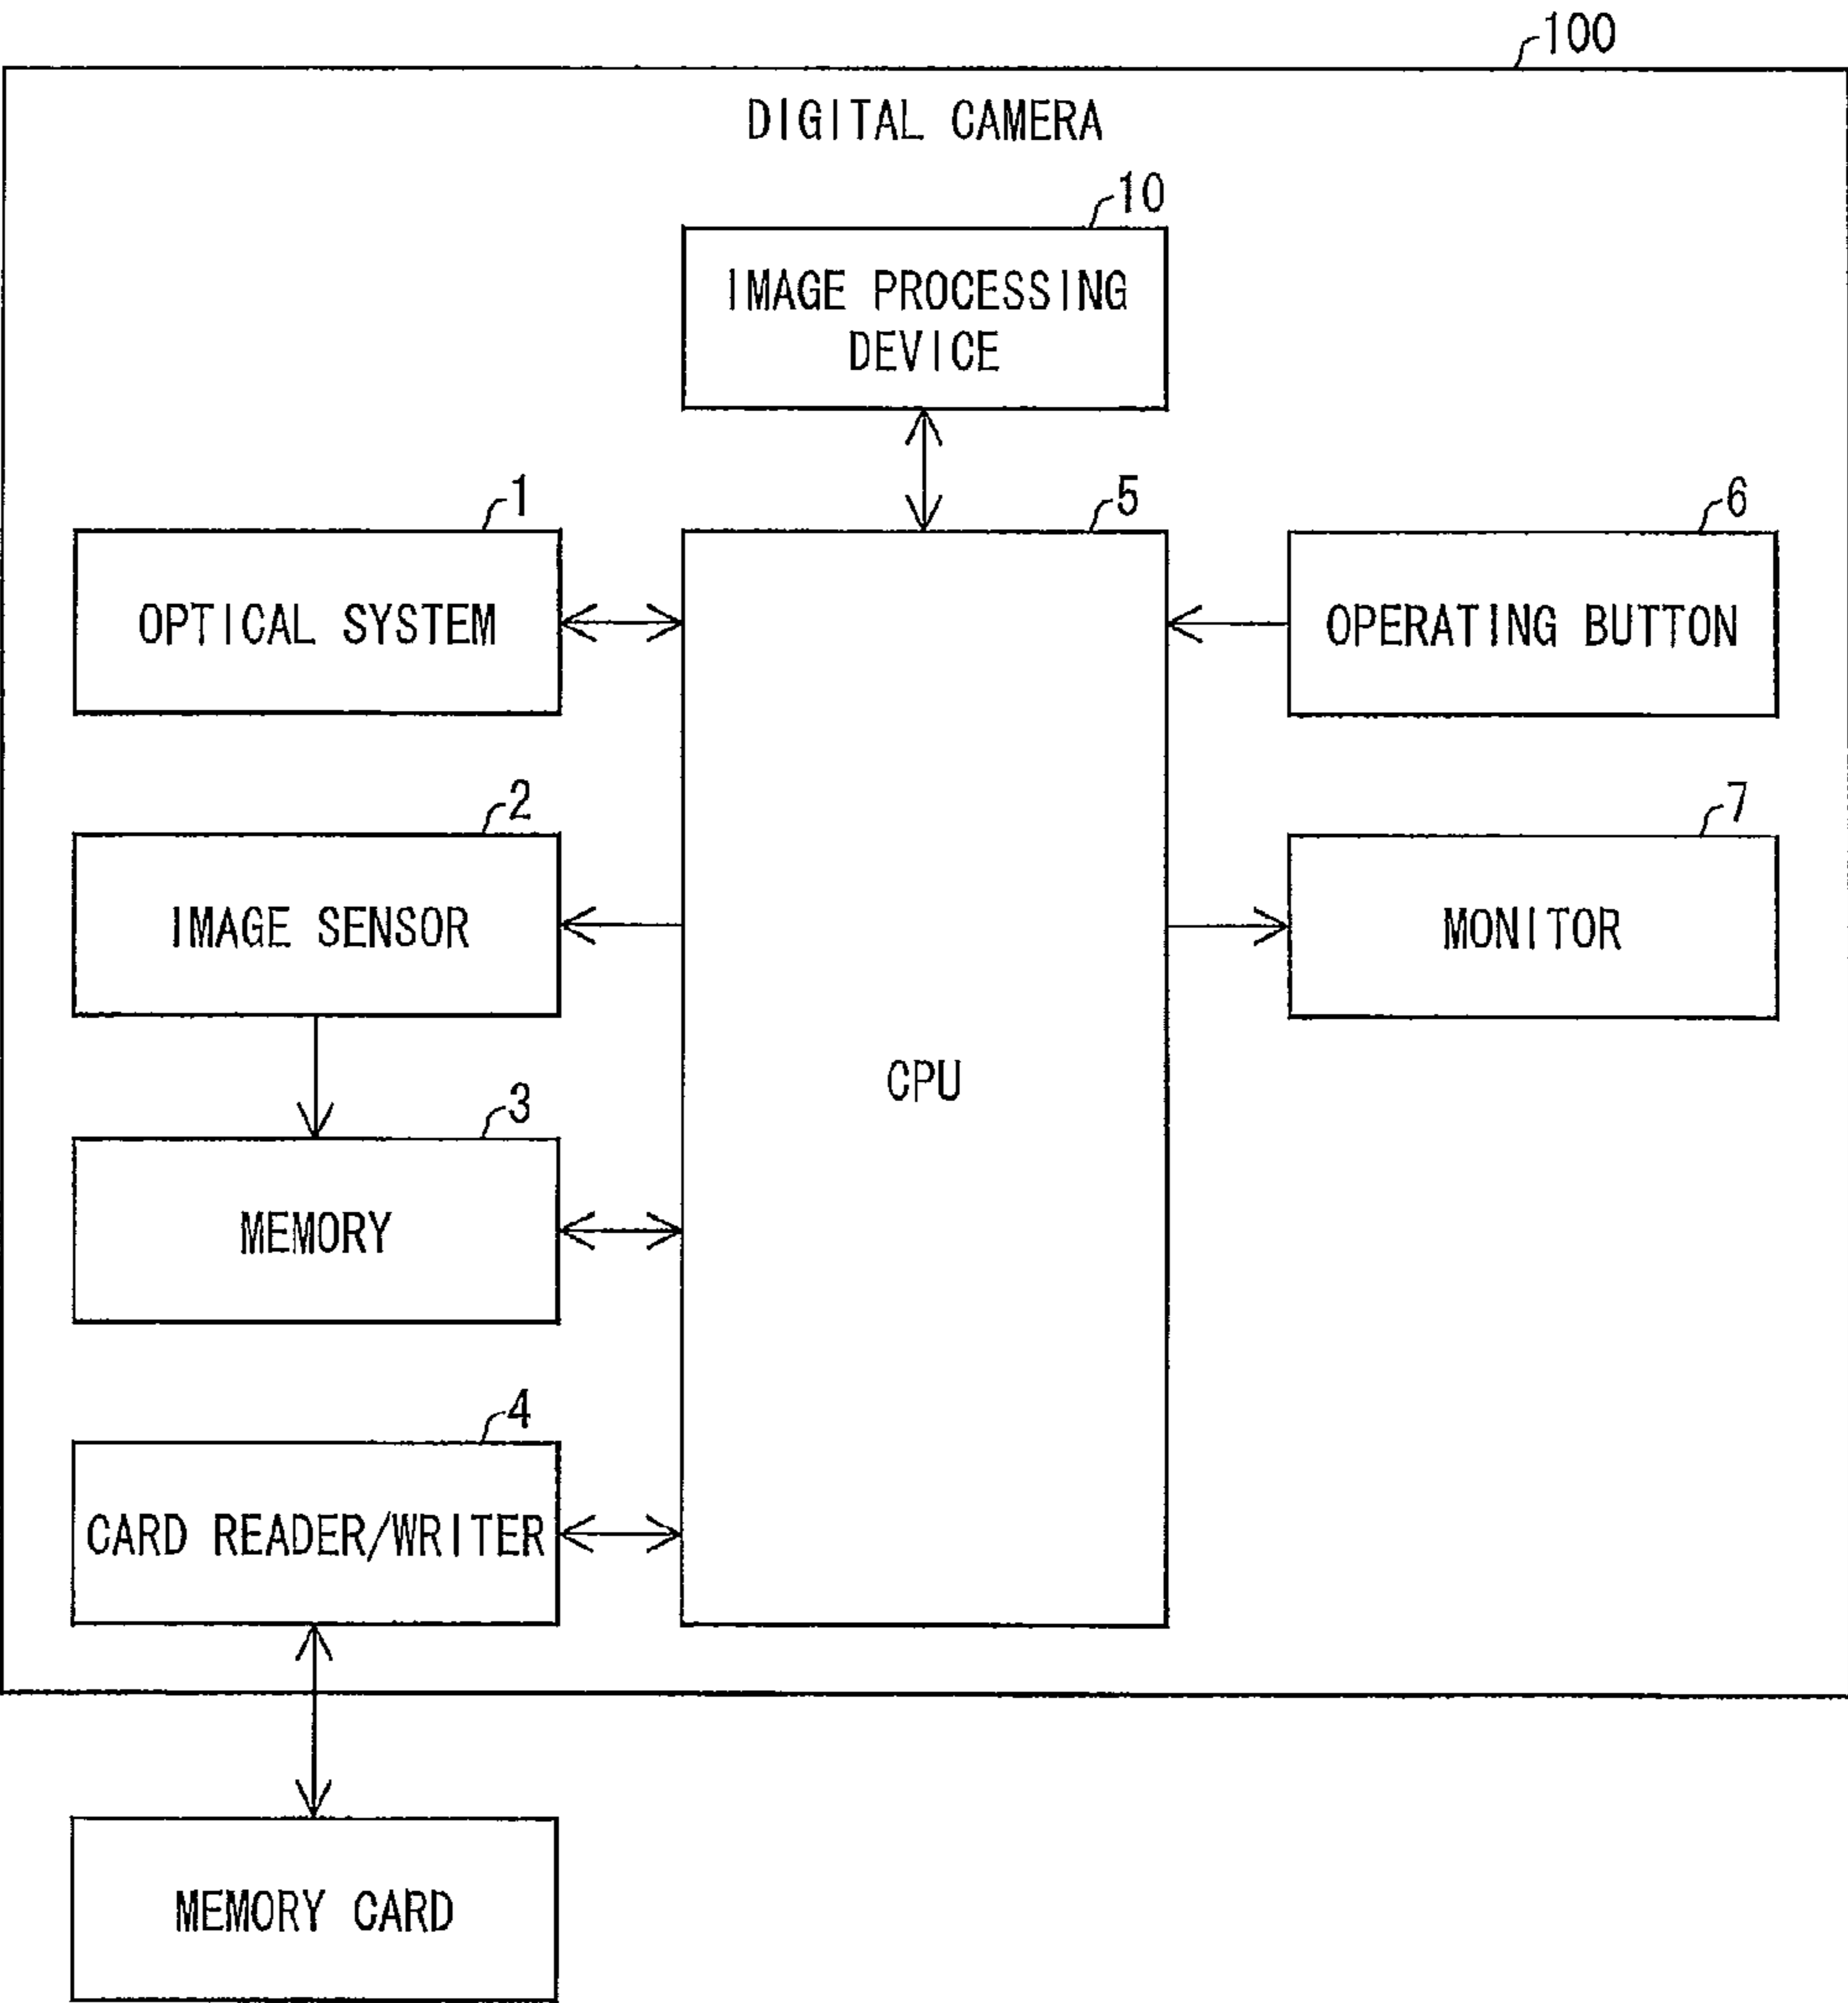 100
DIGITAL CAMERA
10
IMAGE PROCESSING
DEVICE
1
5
6
OPTICAL SYSTEM
OPERATING BUTTON
2
7
IMAGE SENSOR
MONITOR
CPU
3
MEMORY
4
CARD READER/WRITER
MEMORY CARD